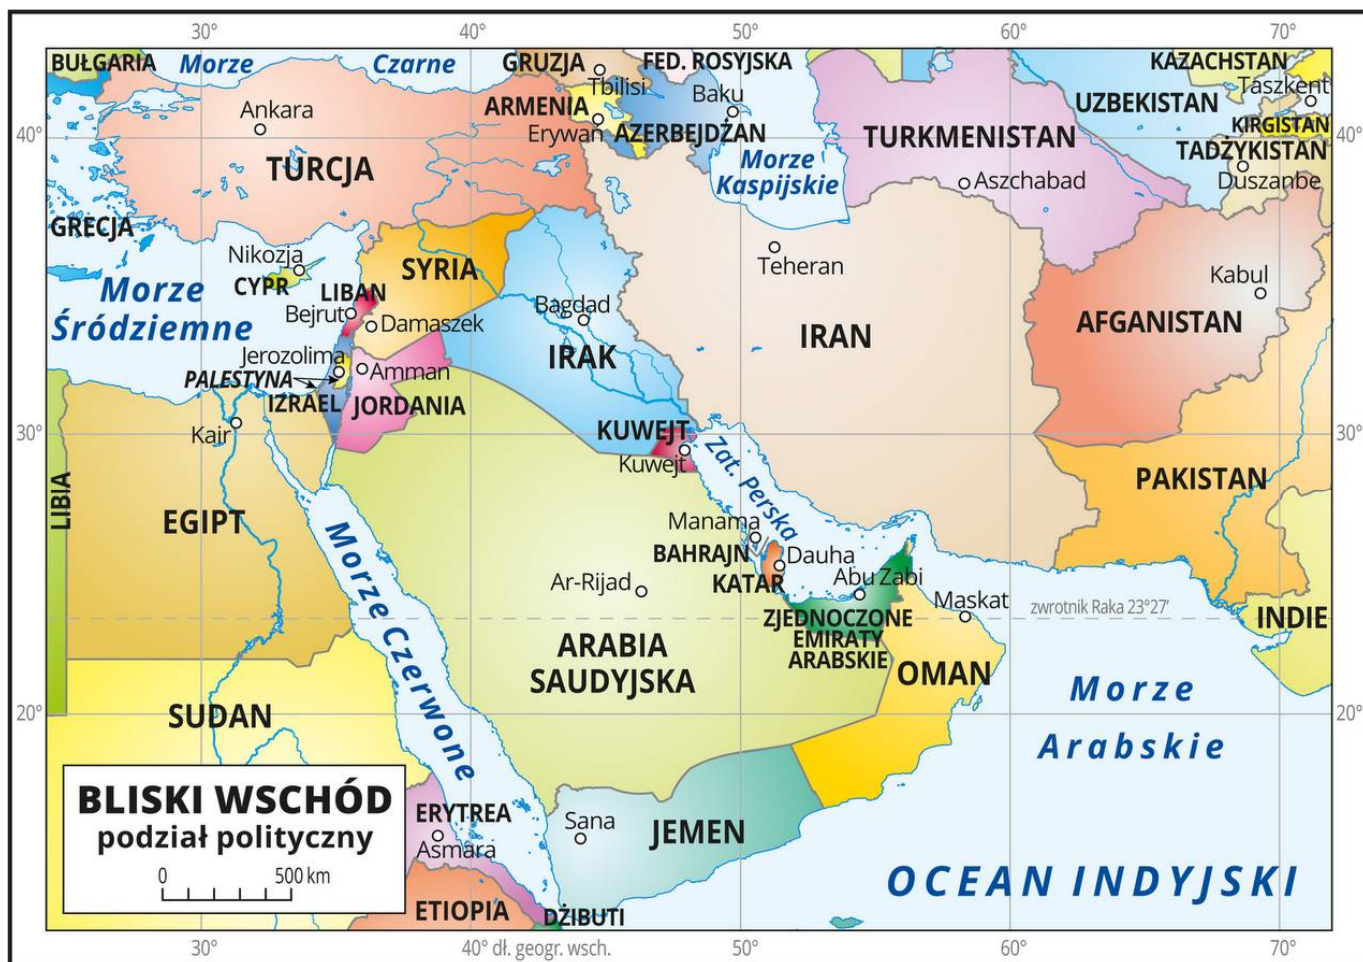 30°
40°
50°
60°
70°
BUŁGARIA
Morze
Czarne
GRUZJA
FED. ROSYJSKA
KAZACHSTAN
Tbilisi
Baku
Taszkent
Ankara
ARMENIA
UZBEKISTAN
Erywan
AZERBEJDŻAN
KIRGISTAN
40°
40°
TURCJA
TURKMENISTAN
TADŻYKISTAN
Morze
Kaspijskie
Aszchabad
Duszanbe
GRECJA
Nikozja
CYPR
SYRIA
Teheran
Kabul
Morze
Śródziemne
LIBAN
Bejrut
Damaszek
Bagdad
IRAN
AFGANISTAN
Jerozolima
PALESTYNA
Amman
IRAK
IZRAEL
JORDANIA
Kair
30°
30°
KUWEJT
Kuwejt
Zat. Perska
LIBIA
PAKISTAN
EGIPT
Morze Czerwone
Manama
BAHRAJN
Dauha
KATAR
Abu Zabi
Ar-Rijad
Maskat
zwrotnik Raka 23°27'
ZJEDNOCZONE
EMIRATY
ARABSKIE
INDIE
ARABIA
SAUDYJSKA
OMAN
Morze
Arabskie
20°
20°
SUDAN
BLISKI WSCHÓD
podział polityczny
0 500 km
ERYTREA
Asmara
Sana
JEMEN
OCEAN INDYJSKI
ETIOPIA
DŻIBUTI
30°
40° dł. geogr. wsch.
50°
60°
70°